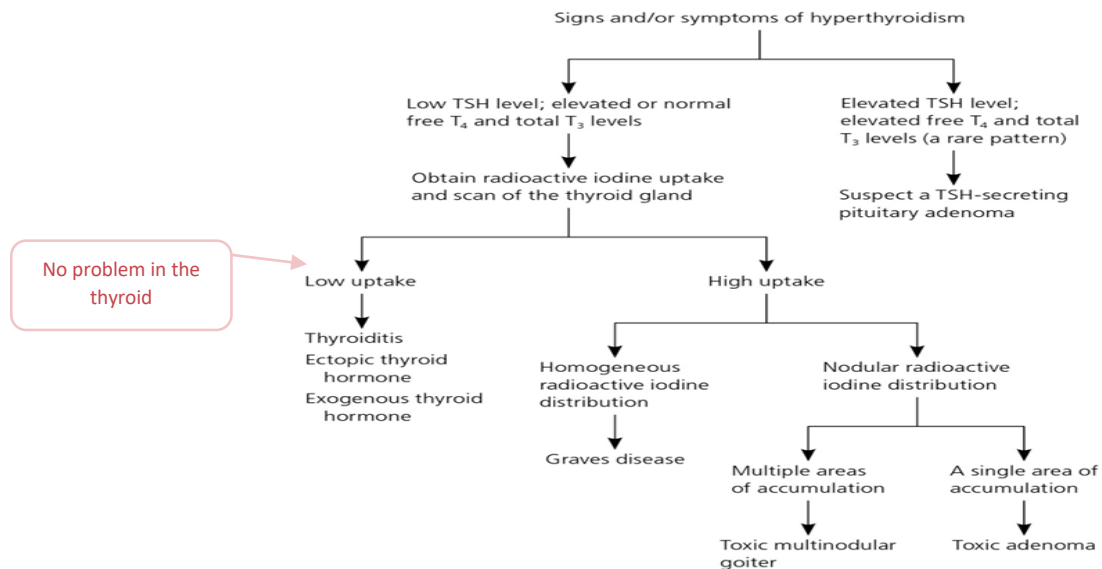 Signs and/or symptoms of hyperthyroidism
Low TSH level; elevated or normal
free T₄ and total T₃ levels
Elevated TSH level;
elevated free T₄ and total
T₃ levels (a rare pattern)
Obtain radioactive iodine uptake
and scan of the thyroid gland
Suspect a TSH-secreting
pituitary adenoma
No problem in the
thyroid
Low uptake
High uptake
Thyroiditis
Ectopic thyroid
hormone
Exogenous thyroid
hormone
Homogeneous
radioactive iodine
distribution
Nodular radioactive
iodine distribution
Graves disease
Multiple areas
of accumulation
A single area of
accumulation
Toxic multinodular
goiter
Toxic adenoma